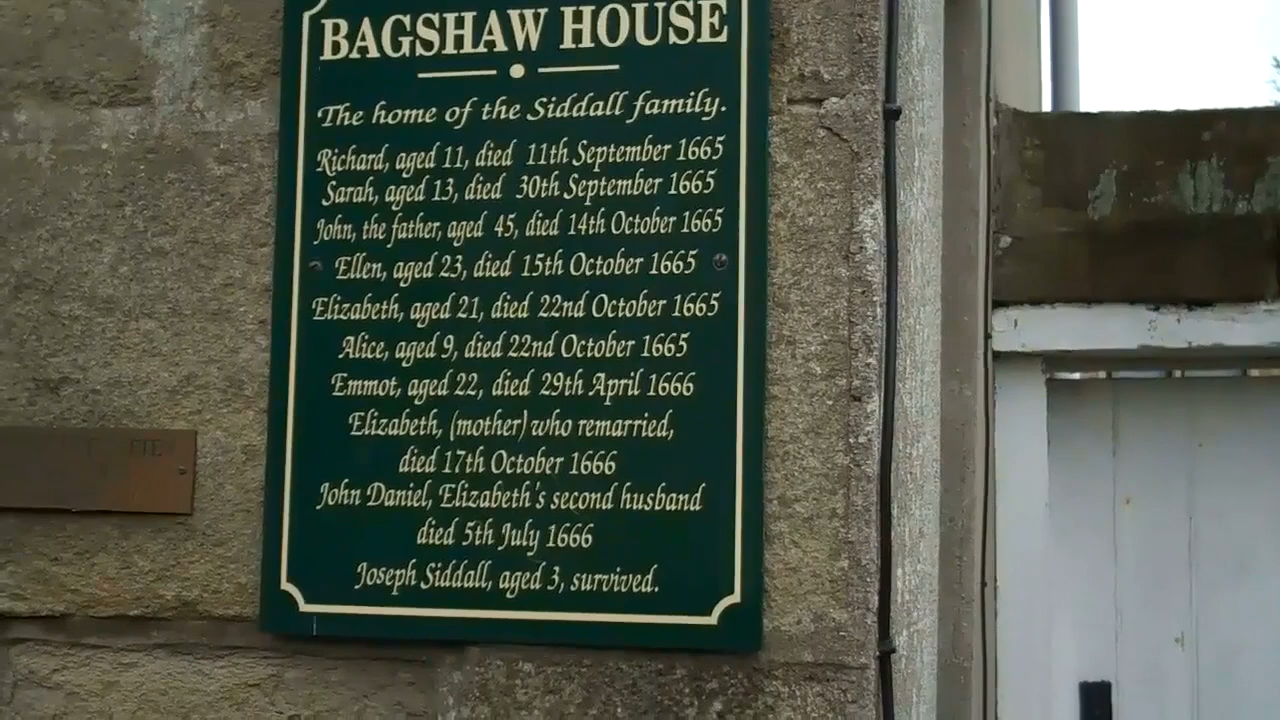 BAGSHAW HOUSE
The home of the Siddall family.
Richard, aged 11, died 11th September 1665
Sarah, aged 13, died 30th September 1665
John, the father, aged 45, died 14th October 1665
Ellen, aged 23, died 15th October 1665
Elizabeth, aged 21, died 22nd October 1665
Alice, aged 9, died 22nd October 1665
Emmot, aged 22, died 29th April 1666
Elizabeth, (mother) who remarried,
died 17th October 1666
John Daniel, Elizabeth's second husband
died 5th July 1666
Joseph Siddall, aged 3, survived.